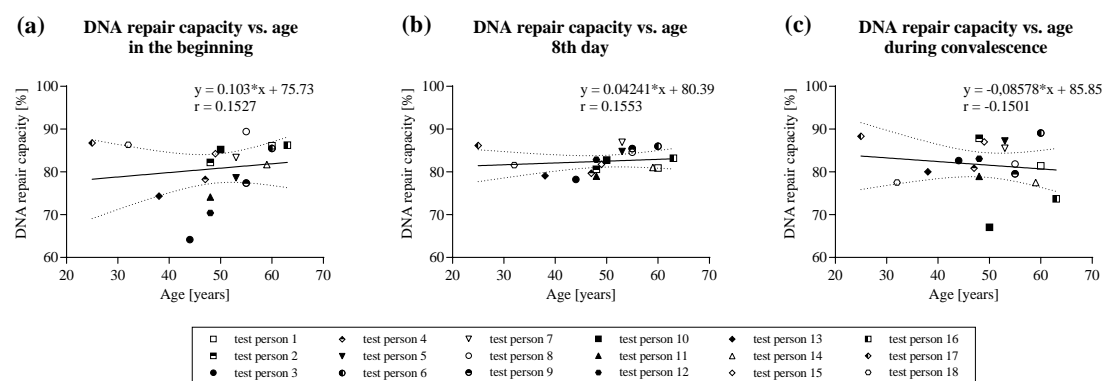 (a) DNA repair capacity vs. age
in the beginning
y = 0.103*x + 75.73
r = 0.1527
DNA repair capacity [%]
100
90
80
70
60
20 30 40 50 60 70
Age [years]
(b) DNA repair capacity vs. age
8th day
y = 0.04241*x + 80.39
r = 0.1553
DNA repair capacity [%]
100
90
80
70
60
20 30 40 50 60 70
Age [years]
(c) DNA repair capacity vs. age
during convalescence
y = -0,08578*x + 85.85
r = -0.1501
DNA repair capacity [%]
100
90
80
70
60
20 30 40 50 60 70
Age [years]
test person 1 test person 4 test person 7 test person 10 test person 13 test person 16
test person 2 test person 5 test person 8 test person 11 test person 14 test person 17
test person 3 test person 6 test person 9 test person 12 test person 15 test person 18